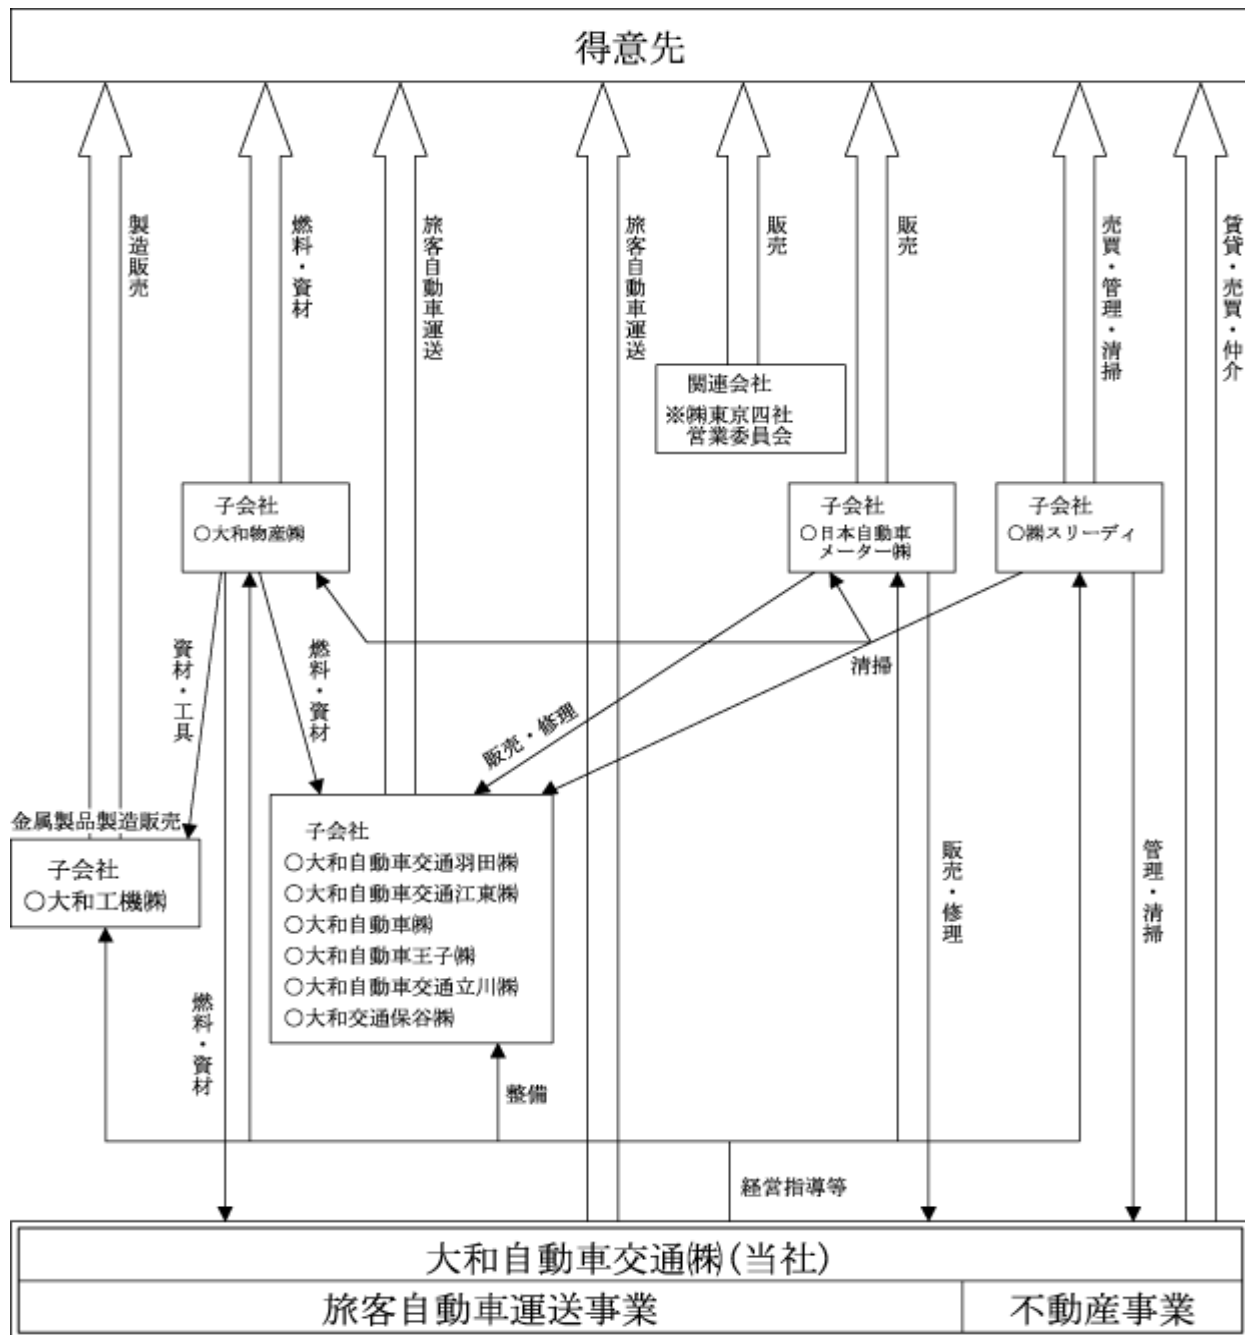 得意先
製造販売
燃料・資材
旅客自動車運送
旅客自動車運送
販売
販売
売買・管理・清掃
賃貸・売買・仲介
関連会社
※㈱東京四社
営業委員会
子会社
○大和物産㈱
子会社
○日本自動車
メーター㈱
子会社
○㈱スリーディ
資材・工具
燃料・資材
清掃
販売・修理
金属製品製造販売
子会社
○大和工機㈱
子会社
○大和自動車交通羽田㈱
○大和自動車交通江東㈱
○大和自動車㈱
○大和自動車王子㈱
○大和自動車交通立川㈱
○大和交通保谷㈱
販売・修理
管理・清掃
燃料・資材
整備
経営指導等
大和自動車交通㈱(当社)
旅客自動車運送事業
不動産事業